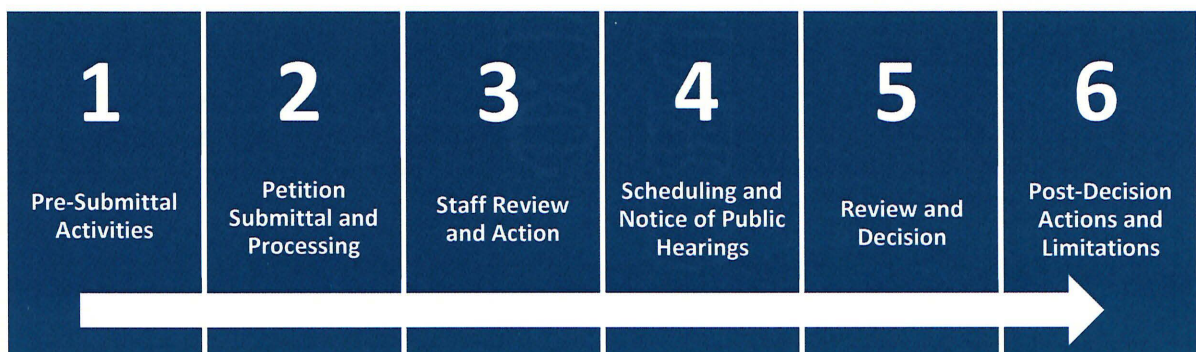 1
Pre-Submittal
Activities
2
Petition
Submittal and
Processing
3
Staff Review
and Action
4
Scheduling and
Notice of Public
Hearings
5
Review and
Decision
6
Post-Decision
Actions and
Limitations